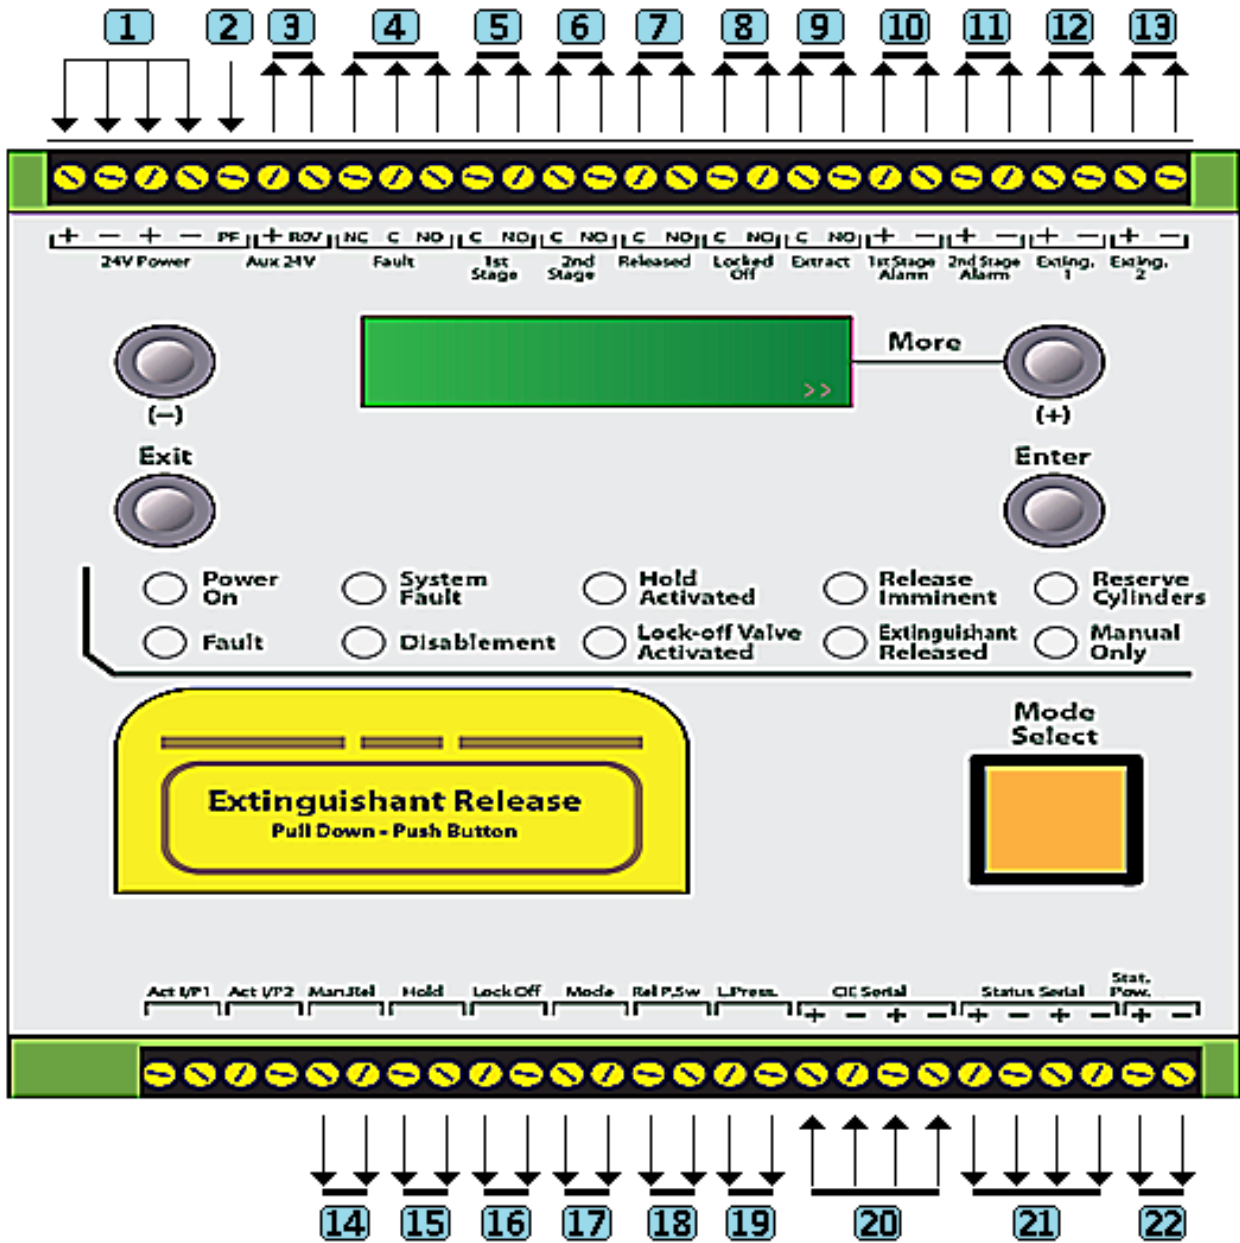 1 2 3 4 5 6 7 8 9 10 11 12 13
+ − + − PF + R0V NC C NO C NO C NO C NO C NO C NO + − + − + − + −
24V Power Aux 24V Fault 1st Stage 2nd Stage Released Locked Off Extract 1st Stage Alarm 2nd Stage Alarm Exting. 1 Exting. 2
>>
More
(−)
(+)
Exit
Enter
Power On
System Fault
Hold Activated
Release Imminent
Reserve Cylinders
Fault
Disablement
Lock-off Valve Activated
Extinguishant Released
Manual Only
Mode
Select
Extinguishant Release
Pull Down - Push Button
Act I/P1 Act I/P2 Man.Rel Hold Lock Off Mode Rel P.Sw L.Press. CIE Serial Status Serial Stat. Pow.
+ − + − + − + − + −
14 15 16 17 18 19 20 21 22